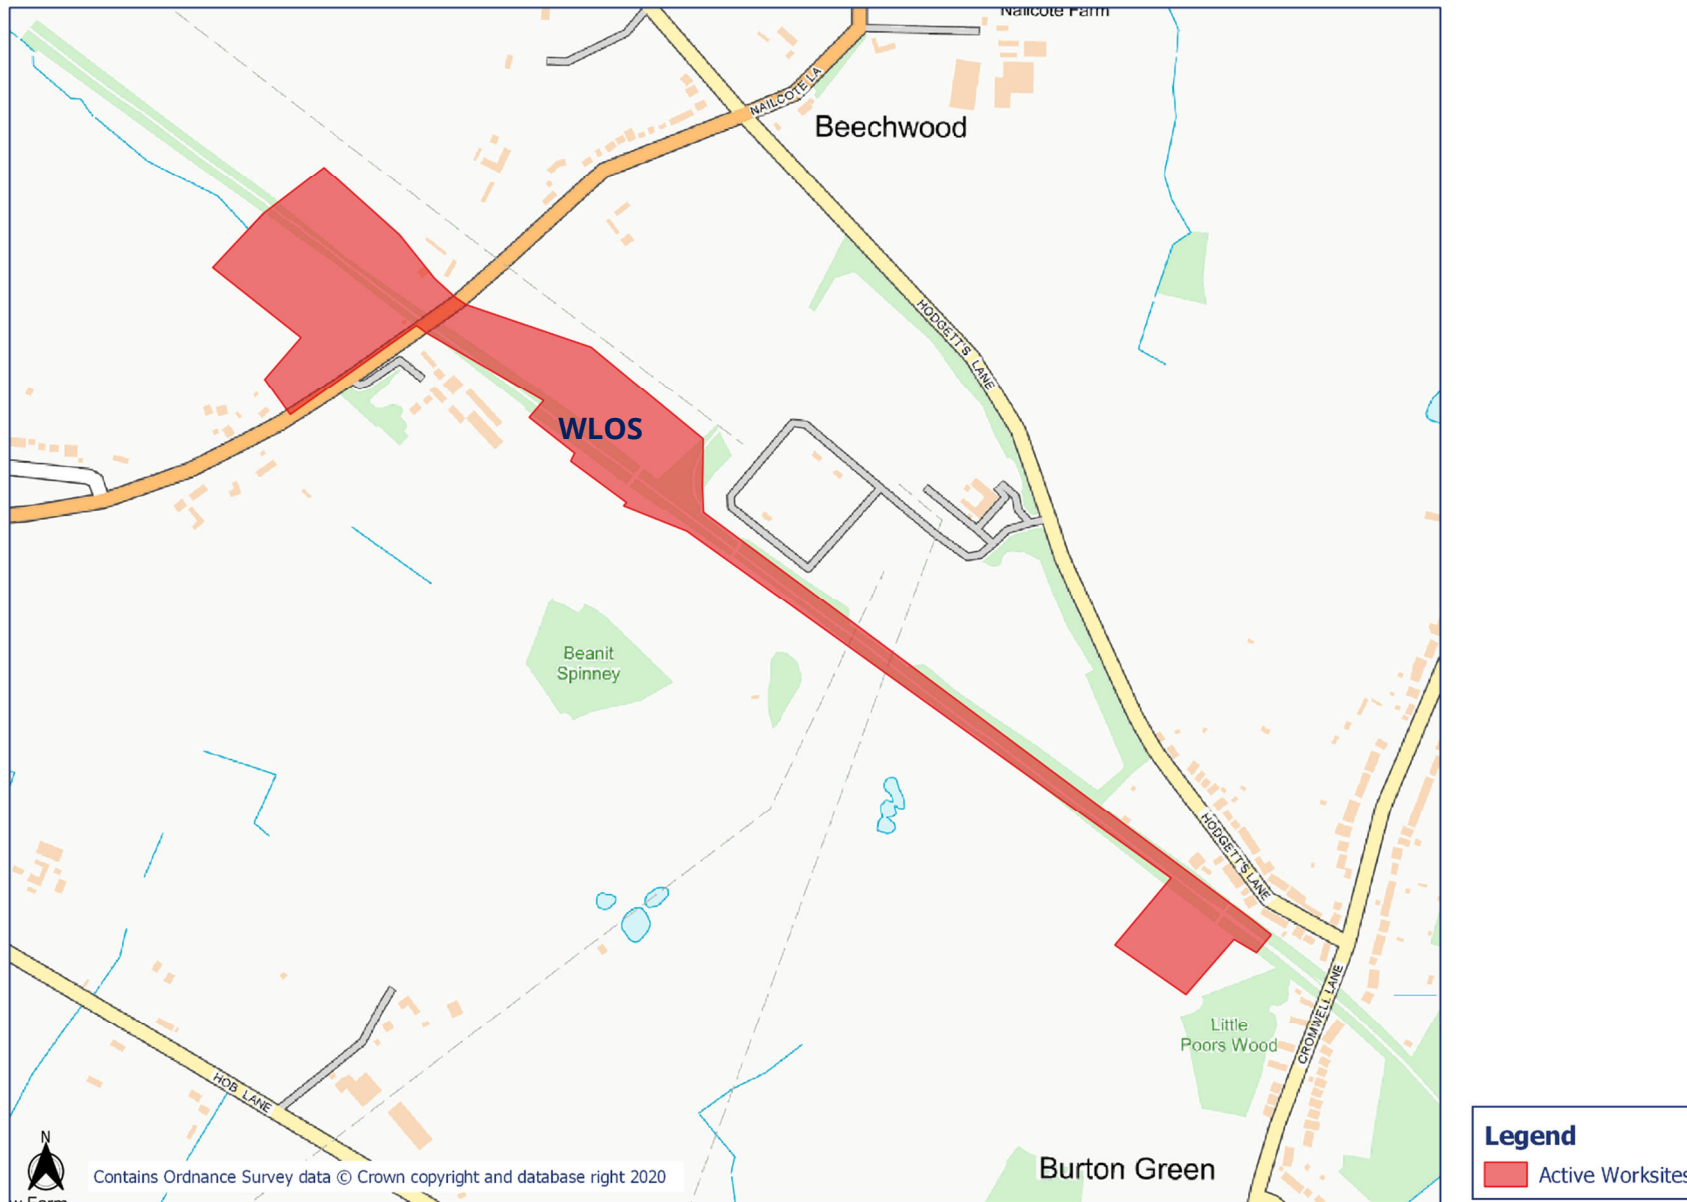 Nailcote Farm
NAILCOTE LA
Beechwood
HODGETT'S LANE
WLOS
Beanit
Spinney
HODGETT'S LANE
CROMWELL LANE
Little
Poors Wood
HOB LANE
N
Contains Ordnance Survey data © Crown copyright and database right 2020
Burton Green
w Farm
Legend
Active Worksites